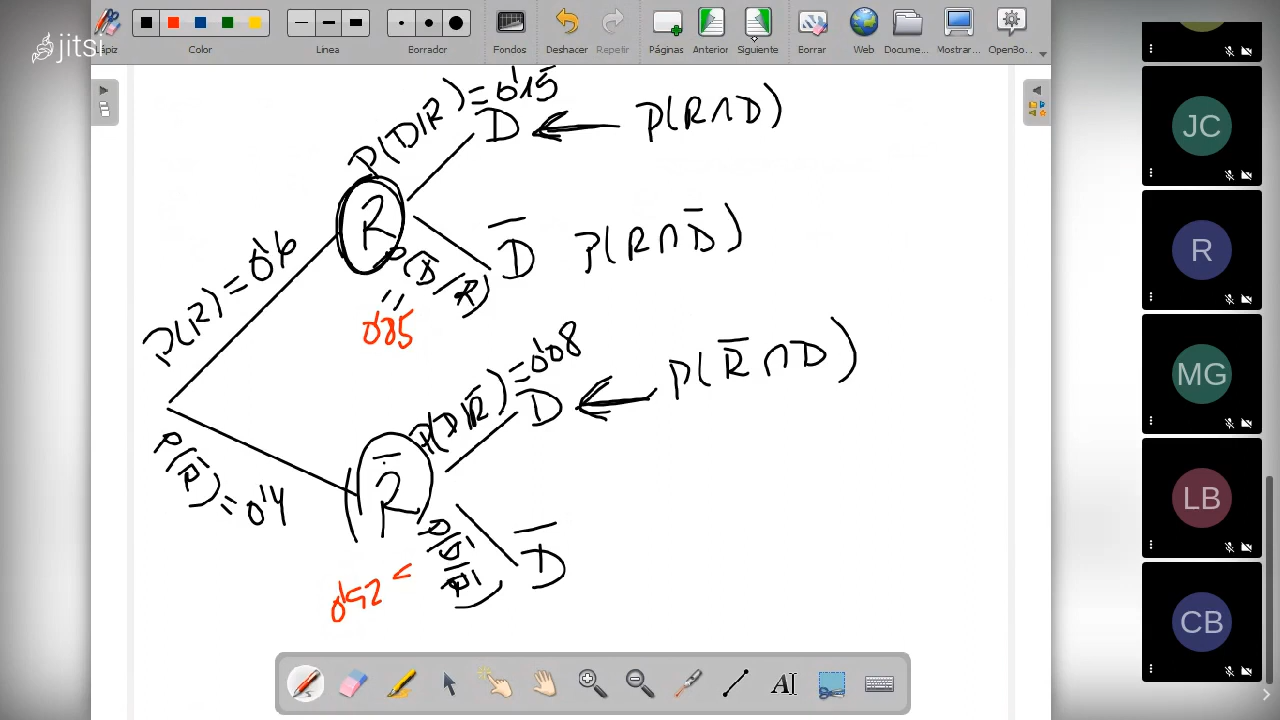 jitsi
Lápiz Color Línea Borrador Fondos Deshacer Repetir Páginas Anterior Siguiente Borrar Web Docume... Mostrar... OpenBo...
P(D|R) = 0'15
D ← P(R∩D)
R
P(R) = 0'6
P(D̅/R) = 0'85
D̅ P(R∩D̅)
P(D|R̅) = 0'08
D ← P(R̅∩D)
P(R̅) = 0'4
R̅
P(D̅/R̅)
0'92
D̅
JC
R
MG
LB
CB
AI